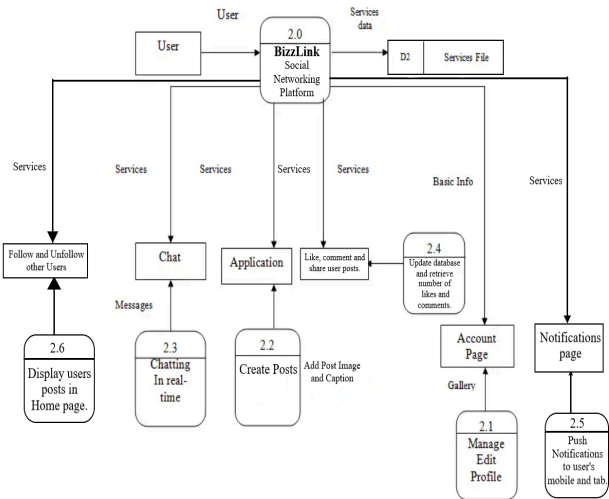 User
Services
data
User
2.0
BizzLink
Social
Networking
Platform
D2
Services File
Services
Services
Services
Services
Services
Basic Info
Services
Follow and Unfollow
other Users
Chat
Application
Like, comment and
share user posts.
2.4
Update database
and retrieve
number of
likes and
comments.
Messages
Account
Page
Notifications
page
2.6
Display users
posts in
Home page.
2.3
Chatting
In real-
time
2.2
Create Posts
Add Post Image
and Caption
Gallery
2.1
Manage
Edit
Profile
2.5
Push
Notifications
to user's
mobile and tab.